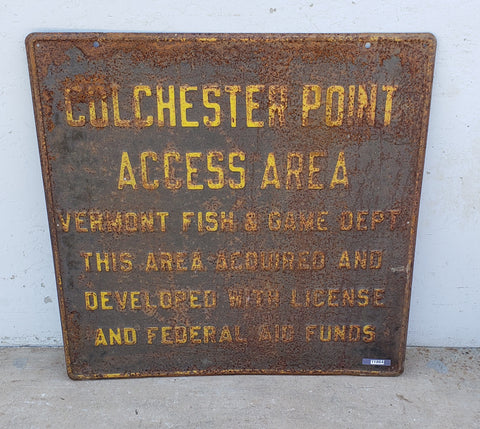 COLCHESTER POINT
ACCESS AREA
VERMONT FISH & GAME DEPT.
THIS AREA ACQUIRED AND
DEVELOPED WITH LICENSE
AND FEDERAL AID FUNDS